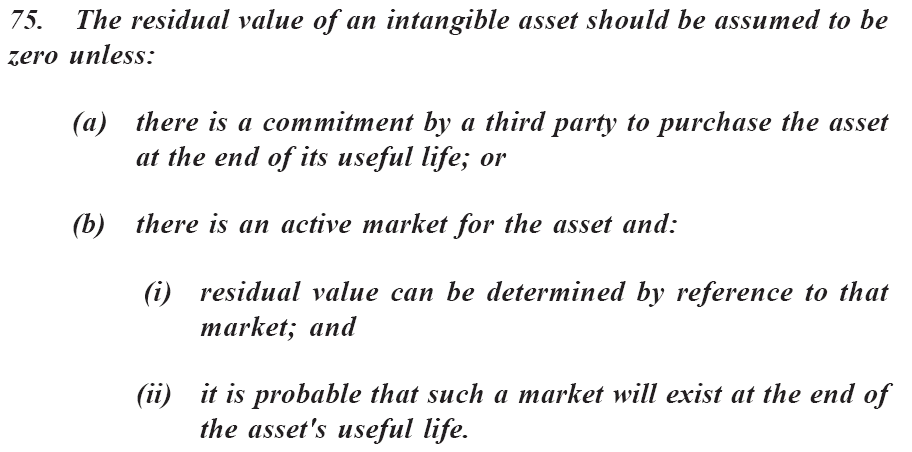 75. The residual value of an intangible asset should be assumed to be
zero unless:
(a) there is a commitment by a third party to purchase the asset
at the end of its useful life; or
(b) there is an active market for the asset and:
(i) residual value can be determined by reference to that
market; and
(ii) it is probable that such a market will exist at the end of
the asset's useful life.